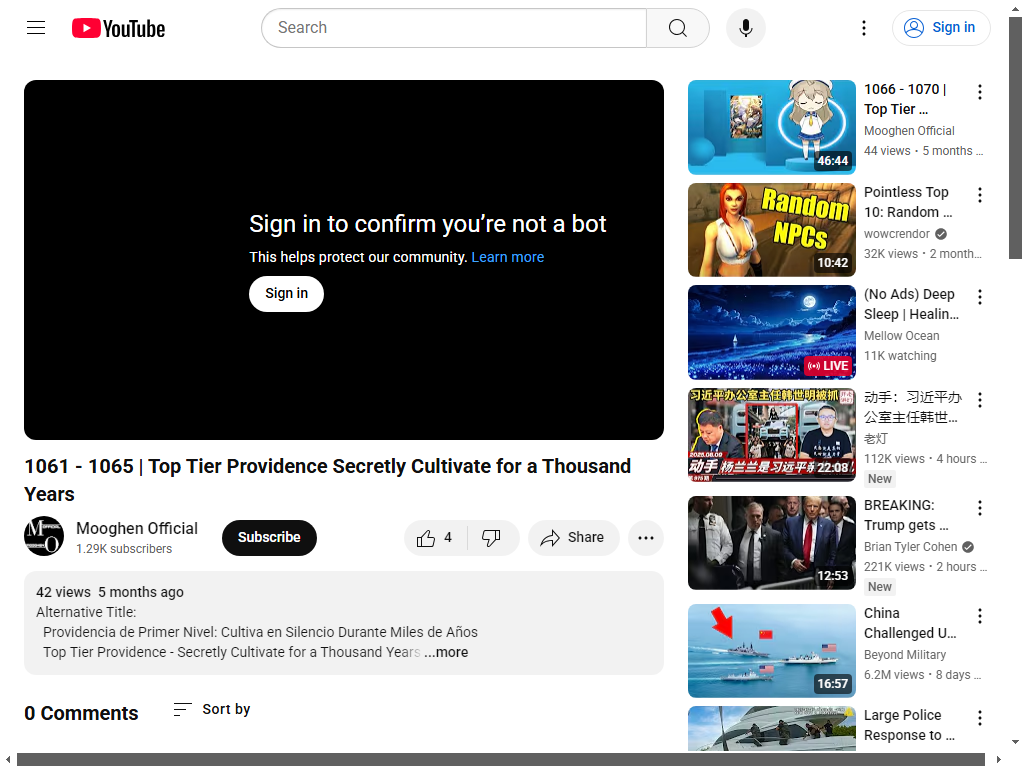 YouTube
Search
Sign in
Sign in to confirm you're not a bot
This helps protect our community. Learn more
Sign in
1061 - 1065 | Top Tier Providence Secretly Cultivate for a Thousand
Years
Mooghen Official
1.29K subscribers
Subscribe
4
Share
42 views 5 months ago
Alternative Title:
Providencia de Primer Nivel: Cultiva en Silencio Durante Miles de Años
Top Tier Providence - Secretly Cultivate for a Thousand Years ...more
0 Comments
Sort by
46:44
1066 - 1070 |
Top Tier ...
Mooghen Official
44 views • 5 months ...
Random
NPCs
10:42
Pointless Top
10: Random ...
wowcrendor
32K views • 2 month...
LIVE
(No Ads) Deep
Sleep | Healin...
Mellow Ocean
11K watching
习近平办公室主任韩世明被抓
动手 杨兰兰是习远平
22:08
动手：习近平办
公室主任韩世...
老灯
112K views • 4 hours ...
New
12:53
BREAKING:
Trump gets ...
Brian Tyler Cohen
221K views • 2 hours ...
New
16:57
China
Challenged U...
Beyond Military
6.2M views • 8 days ...
Large Police
Response to ...